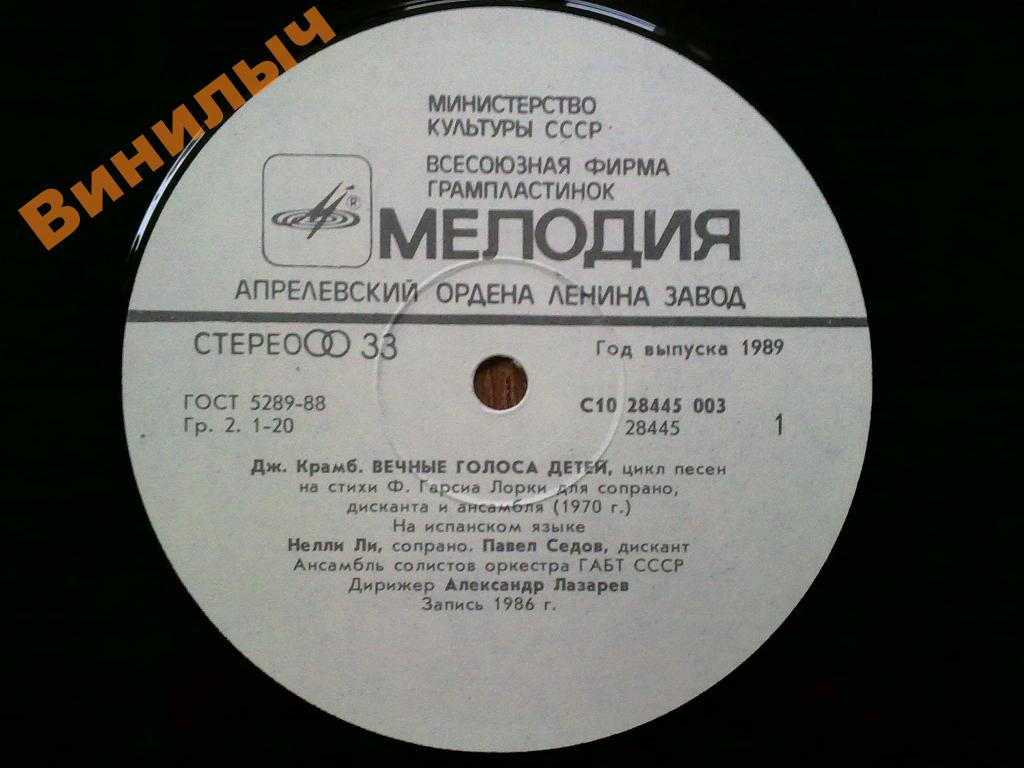 Винилыч
МИНИСТЕРСТВО
КУЛЬТУРЫ СССР
ВСЕСОЮЗНАЯ ФИРМА
ГРАМПЛАСТИНОК
®
МЕЛОДИЯ
АПРЕЛЕВСКИЙ ОРДЕНА ЛЕНИНА ЗАВОД
СТЕРЕО 33
Год выпуска 1989
ГОСТ 5289-88
Гр. 2. 1-20
С10 28445 003
28445
1
Дж. Крамб. ВЕЧНЫЕ ГОЛОСА ДЕТЕЙ, цикл песен
на стихи Ф. Гарсиа Лорки для сопрано,
дисканта и ансамбля (1970 г.)
На испанском языке
Нелли Ли, сопрано. Павел Седов, дискант
Ансамбль солистов оркестра ГАБТ СССР
Дирижер Александр Лазарев
Запись 1986 г.